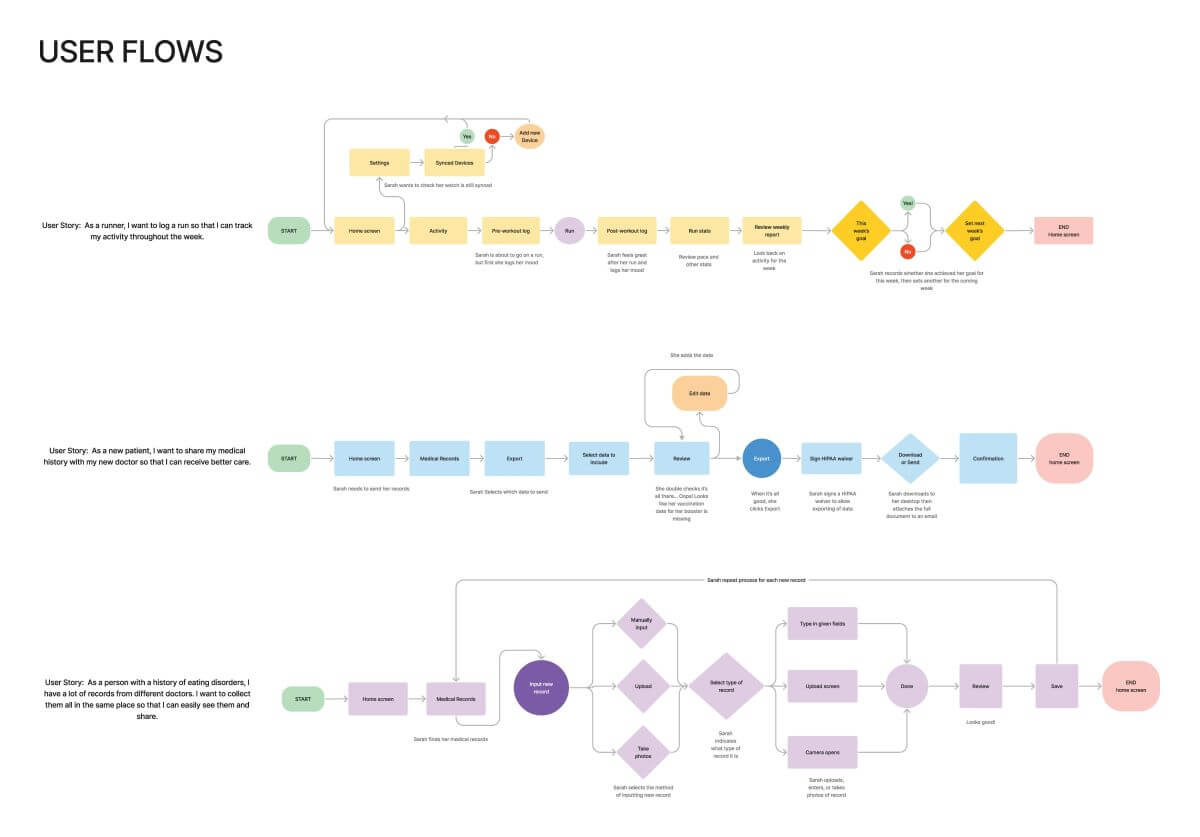 USER FLOWS
Yes
No
Add new
Device
Settings
Synced Devices
Sarah wants to check her watch is still synced
User Story: As a runner, I want to log a run so that I can track
my activity throughout the week.
START
Home screen
Activity
Pre-workout log
Run
Post-workout log
Run stats
Review weekly
report
This
week's
goal
Yes!
No
Set next
week's
goal
END
Home screen
Sarah is about to go on a run,
but first she logs her mood
Sarah feels great
after her run and
logs her mood
Review pace and
other stats
Look back on
activity for the
week
Sarah records whether she achieved her goal for
this week, then sets another for the coming
week
She adds the date
Edit data
User Story: As a new patient, I want to share my medical
history with my new doctor so that I can receive better care.
START
Home screen
Medical Records
Export
Select data to
include
Review
Export
Sign HIPAA waiver
Download
or Send
Confirmation
END
home screen
Sarah needs to send her records
Sarah Selects which data to send
She double checks it's
all there... Oops! Looks
like her vaccination
date for her booster is
missing
When it's all
good, she
clicks Export
Sarah signs a HIPAA
waiver to allow
exporting of data
Sarah downloads to
her desktop then
attaches the full
document to an email
Sarah repeat process for each new record
User Story: As a person with a history of eating disorders, I
have a lot of records from different doctors. I want to collect
them all in the same place so that I can easily see them and
share.
START
Home screen
Medical Records
Sarah finds her medical records
Input new
record
Manually
input
Upload
Take
photos
Sarah selects the method
of inputting new record
Select type of
record
Sarah
indicates
what type of
record it is
Type in given fields
Upload screen
Camera opens
Sarah uploads,
enters, or takes
photos of record
Done
Review
Looks good!
Save
END
home screen